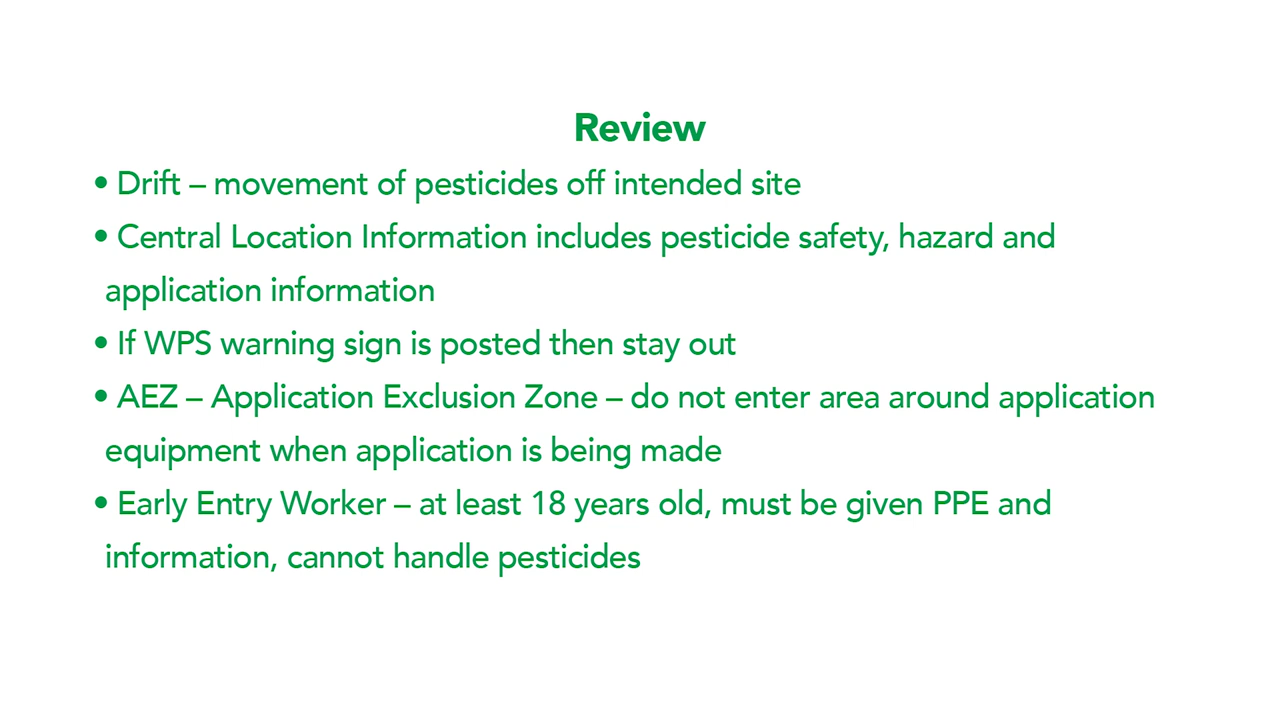 Review
• Drift – movement of pesticides off intended site
• Central Location Information includes pesticide safety, hazard and
application information
• If WPS warning sign is posted then stay out
• AEZ – Application Exclusion Zone – do not enter area around application
equipment when application is being made
• Early Entry Worker – at least 18 years old, must be given PPE and
information, cannot handle pesticides